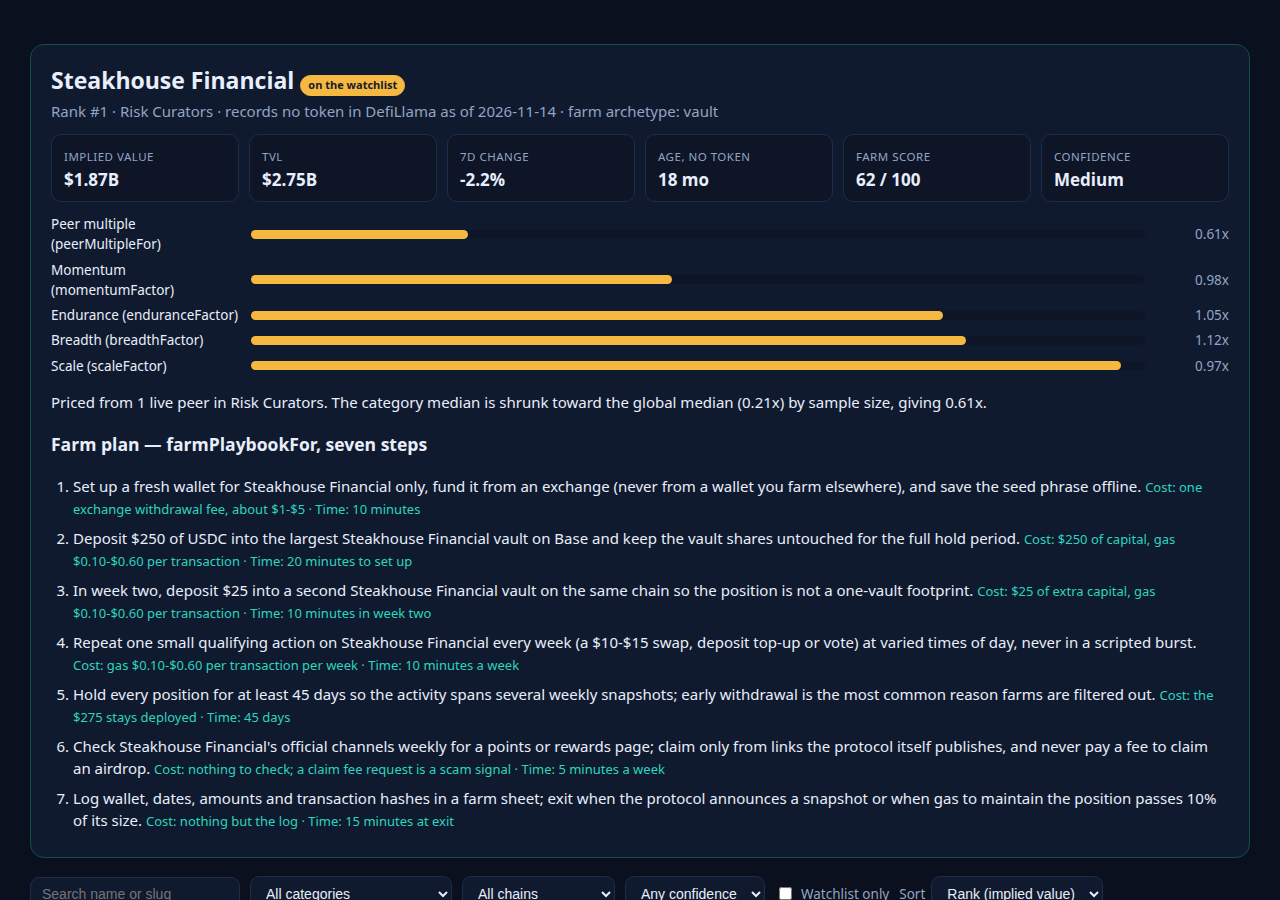 Steakhouse Financial on the watchlist
Rank #1 · Risk Curators · records no token in DefiLlama as of 2026-11-14 · farm archetype: vault
IMPLIED VALUE TVL 7D CHANGE AGE, NO TOKEN FARM SCORE CONFIDENCE
$1.87B $2.75B -2.2% 18 mo 62 / 100 Medium
Peer multiple
(peerMultipleFor) 0.61x
Momentum
(momentumFactor) 0.98x
Endurance (enduranceFactor) 1.05x
Breadth (breadthFactor) 1.12x
Scale (scaleFactor) 0.97x
Priced from 1 live peer in Risk Curators. The category median is shrunk toward the global median (0.21x) by sample size, giving 0.61x.
Farm plan — farmPlaybookFor, seven steps
1. Set up a fresh wallet for Steakhouse Financial only, fund it from an exchange (never from a wallet you farm elsewhere), and save the seed phrase offline. Cost: one
exchange withdrawal fee, about $1-$5 · Time: 10 minutes
2. Deposit $250 of USDC into the largest Steakhouse Financial vault on Base and keep the vault shares untouched for the full hold period. Cost: $250 of capital, gas
$0.10-$0.60 per transaction · Time: 20 minutes to set up
3. In week two, deposit $25 into a second Steakhouse Financial vault on the same chain so the position is not a one-vault footprint. Cost: $25 of extra capital, gas
$0.10-$0.60 per transaction · Time: 10 minutes in week two
4. Repeat one small qualifying action on Steakhouse Financial every week (a $10-$15 swap, deposit top-up or vote) at varied times of day, never in a scripted burst.
Cost: gas $0.10-$0.60 per transaction per week · Time: 10 minutes a week
5. Hold every position for at least 45 days so the activity spans several weekly snapshots; early withdrawal is the most common reason farms are filtered out. Cost: the
$275 stays deployed · Time: 45 days
6. Check Steakhouse Financial's official channels weekly for a points or rewards page; claim only from links the protocol itself publishes, and never pay a fee to claim
an airdrop. Cost: nothing to check; a claim fee request is a scam signal · Time: 5 minutes a week
7. Log wallet, dates, amounts and transaction hashes in a farm sheet; exit when the protocol announces a snapshot or when gas to maintain the position passes 10%
of its size. Cost: nothing but the log · Time: 15 minutes at exit
Search name or slug All categories All chains Any confidence Watchlist only Sort Rank (implied value)